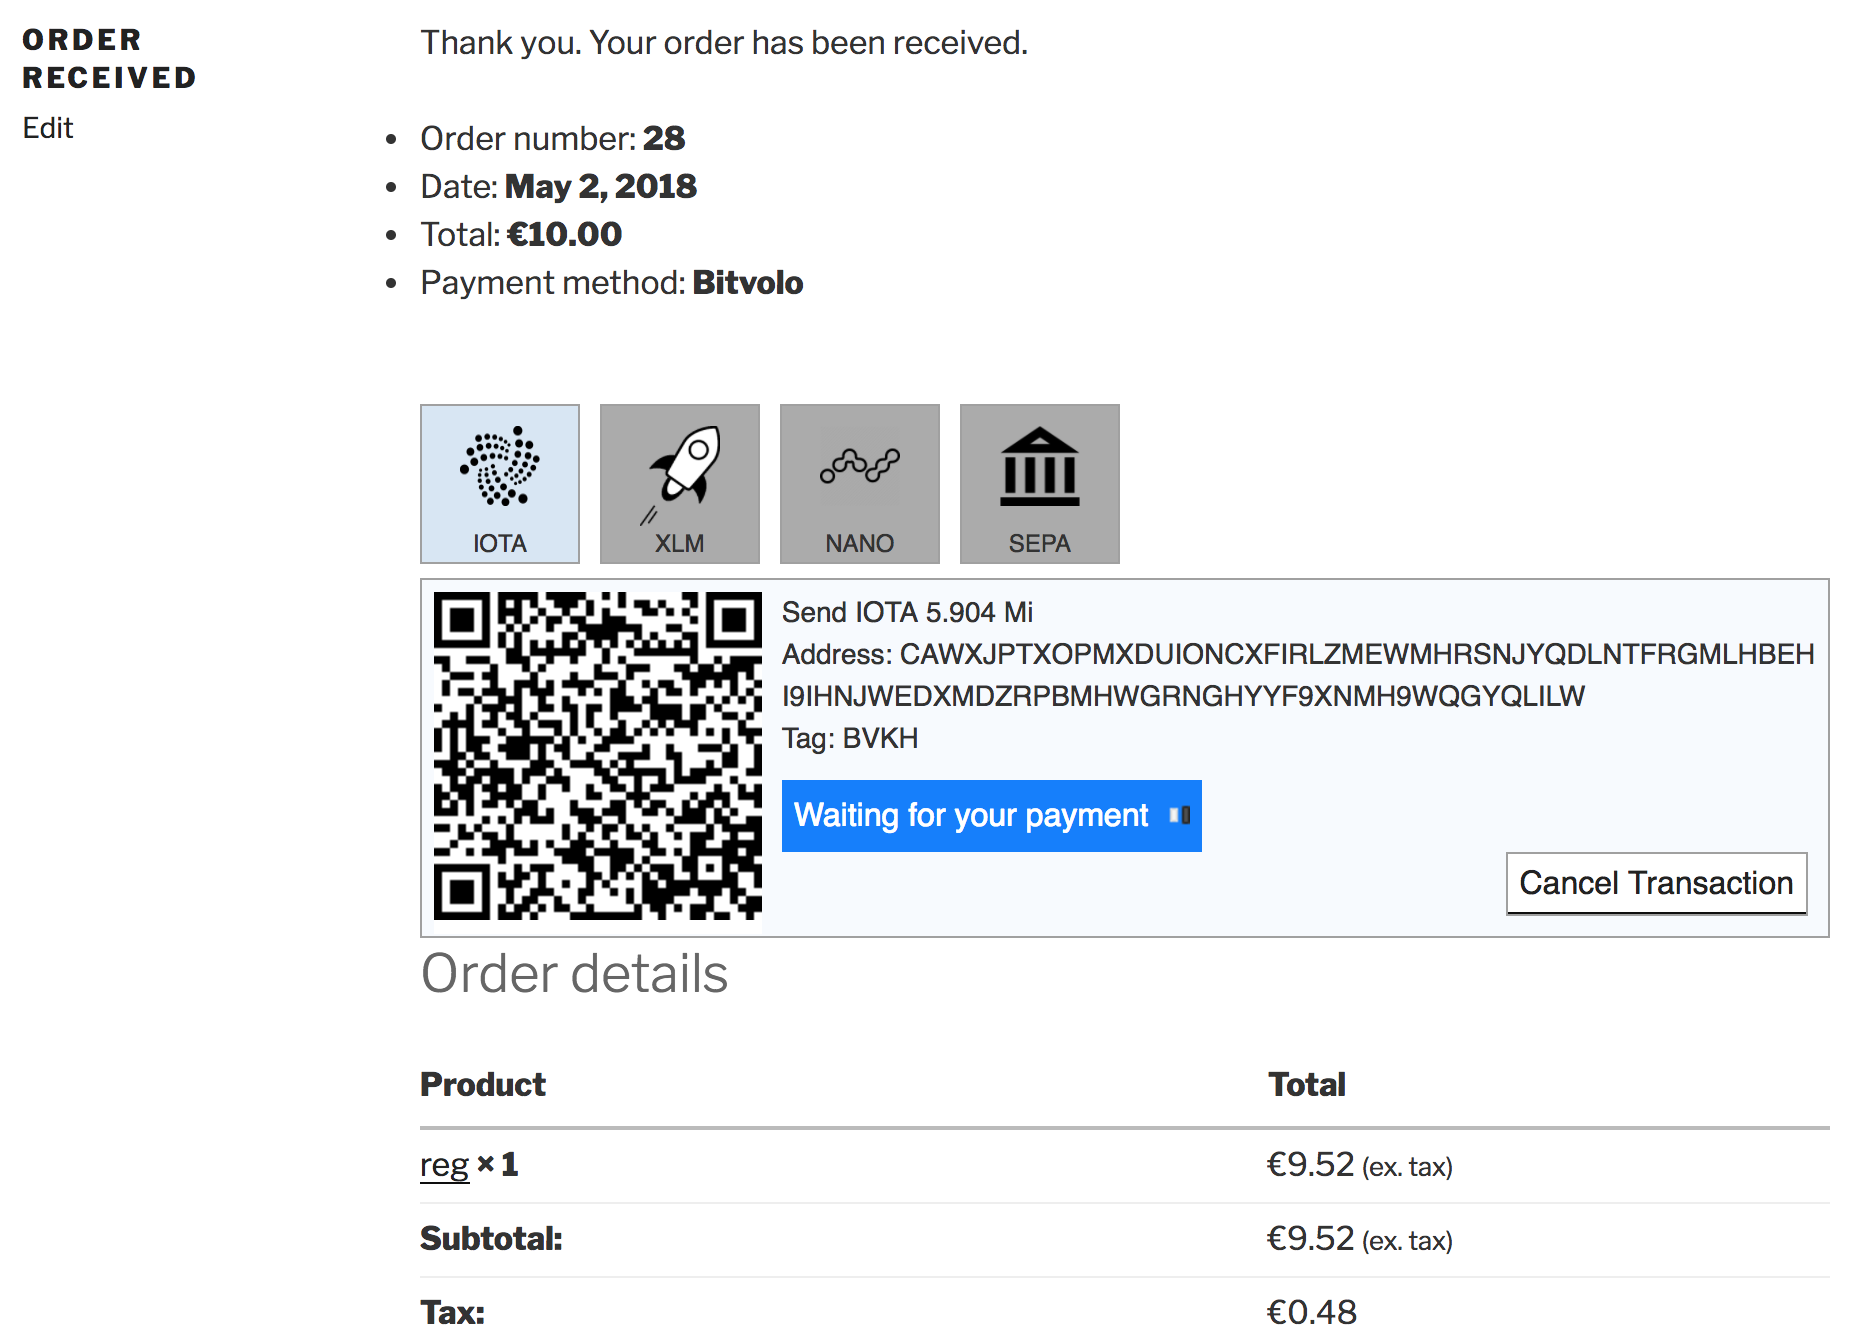 ORDER
RECEIVED
Edit
Thank you. Your order has been received.
• Order number: 28
• Date: May 2, 2018
• Total: €10.00
• Payment method: Bitvolo
IOTA
XLM
NANO
SEPA
Send IOTA 5.904 Mi
Address: CAWXJPTXOPMXDUIONCXFIRLZMEWMHRSNJYQDLNTFRGMLHBEH
I9IHNJWEDXMDZRPBMHWGRNGHYYF9XNMH9WQGYQLILW
Tag: BVKH
Waiting for your payment
Cancel Transaction
Order details
Product Total
reg × 1 €9.52 (ex. tax)
Subtotal: €9.52 (ex. tax)
Tax: €0.48